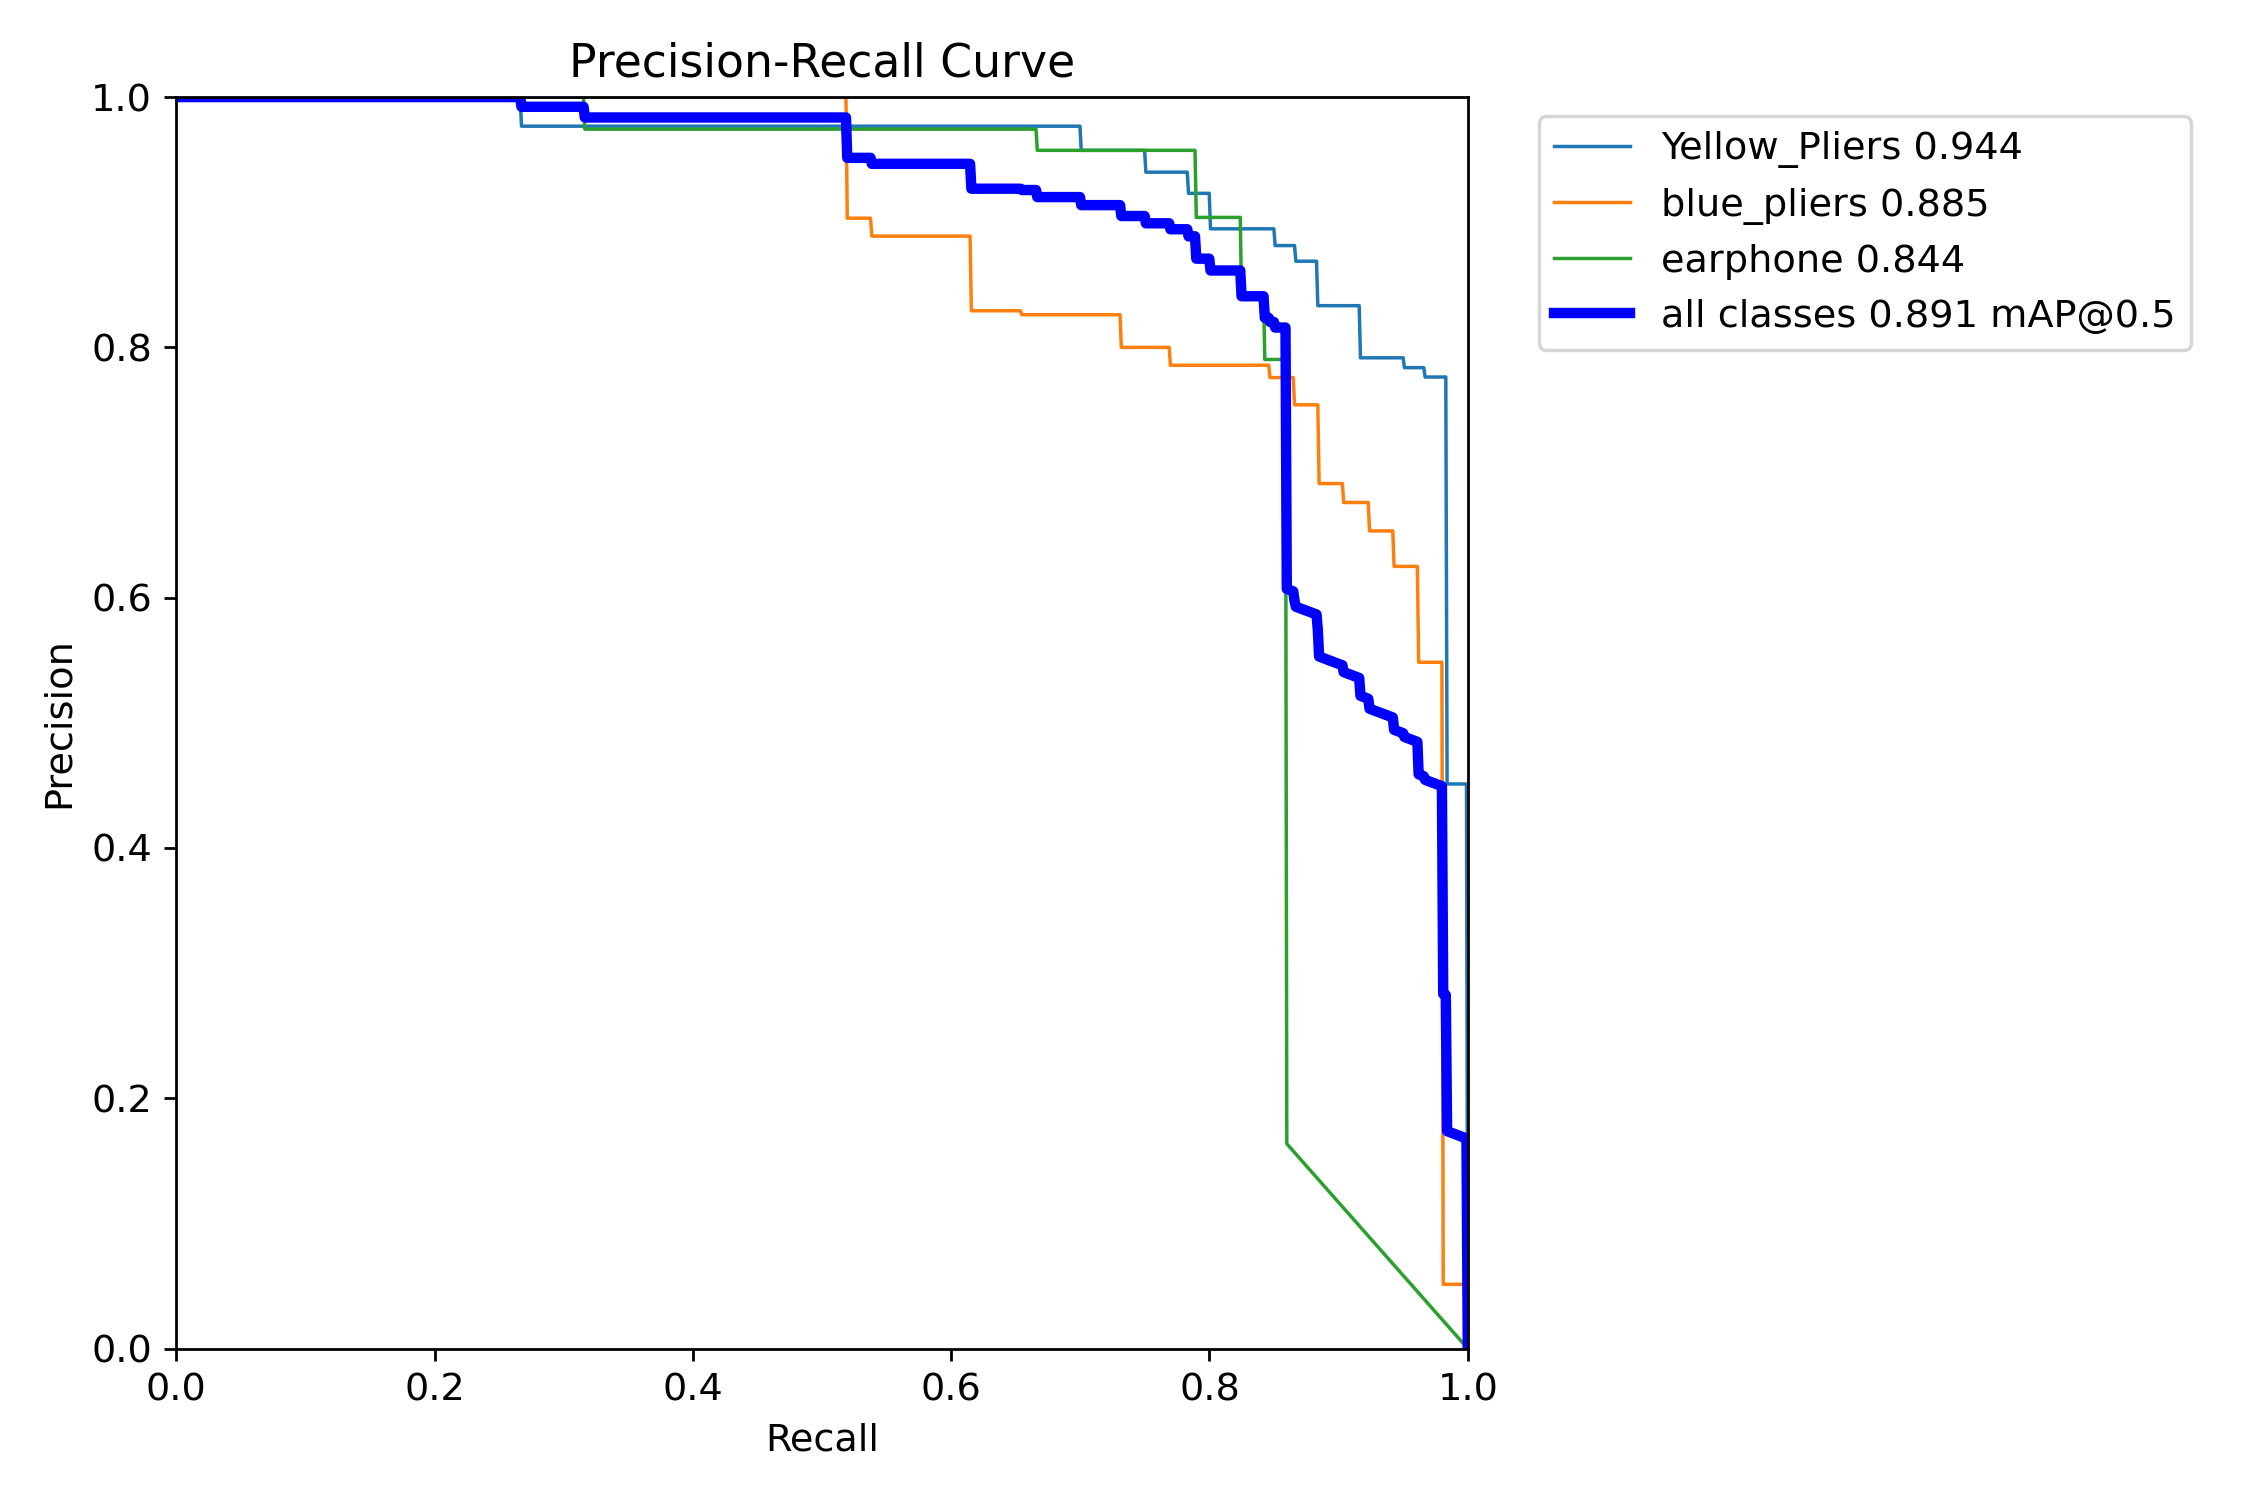 Precision-Recall Curve
1.0
0.8
0.6
0.4
0.2
0.0
Precision
0.0 0.2 0.4 0.6 0.8 1.0
Recall
Yellow_Pliers 0.944
blue_pliers 0.885
earphone 0.844
all classes 0.891 mAP@0.5